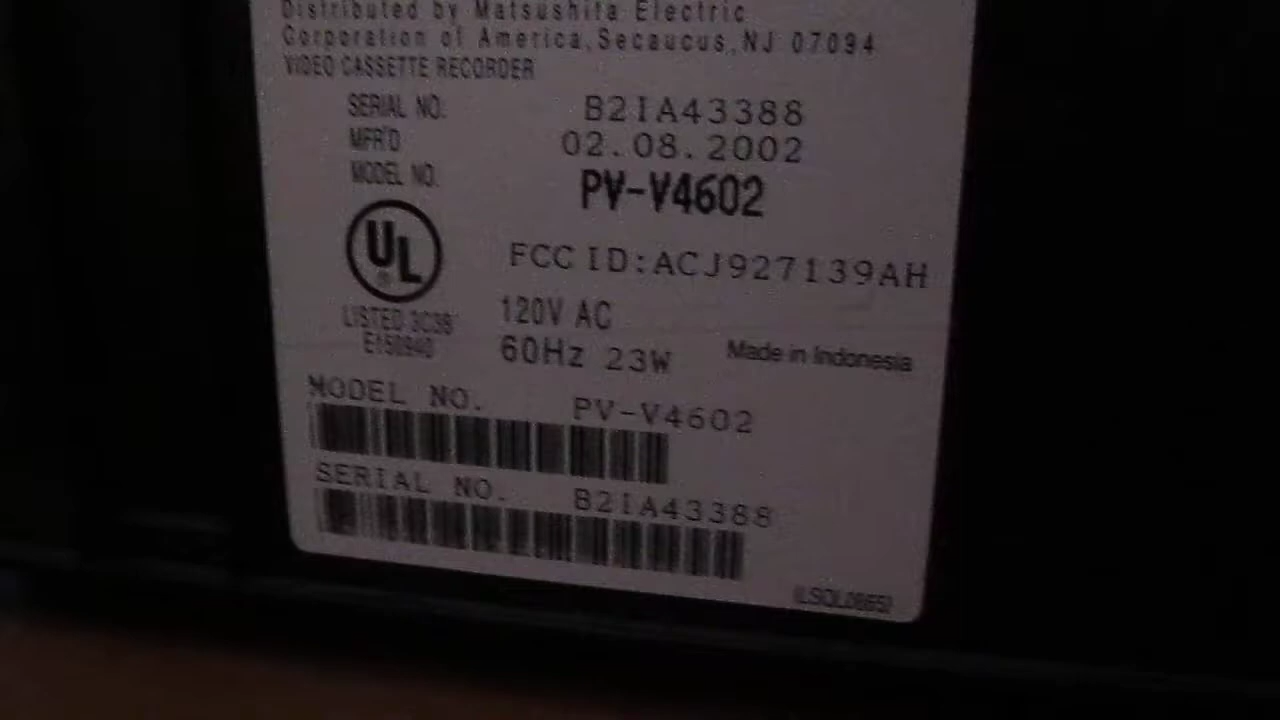 Distributed by Matsushita Electric
Corporation of America, Secaucus, NJ 07094
VIDEO CASSETTE RECORDER
SERIAL NO. B2IA43388
MFR'D 02.08.2002
MODEL NO. PV-V4602
UL
®
FCC ID:ACJ927139AH
LISTED 3C38 120V AC
E150940 60Hz 23W Made in Indonesia
MODEL NO. PV-V4602
SERIAL NO. B2IA43388